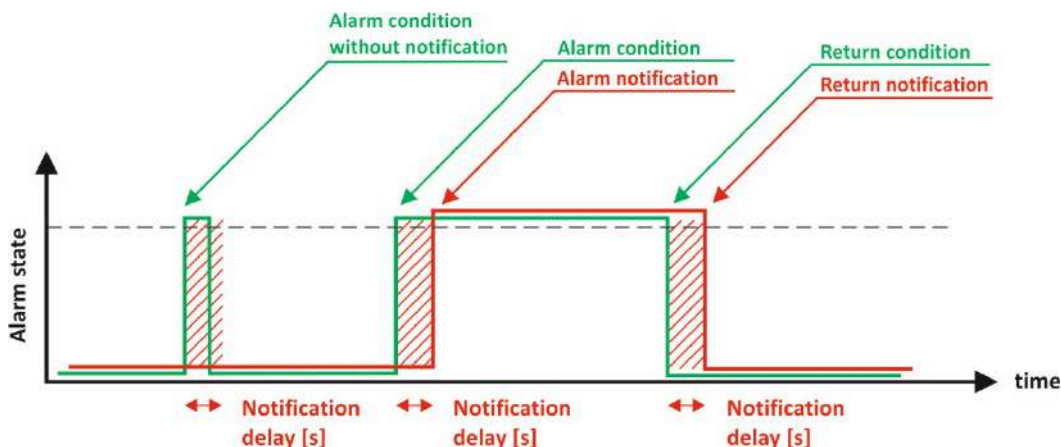 Alarm condition
without notification
Alarm condition
Alarm notification
Return condition
Return notification
Alarm state
time
Notification
delay [s]
Notification
delay [s]
Notification
delay [s]